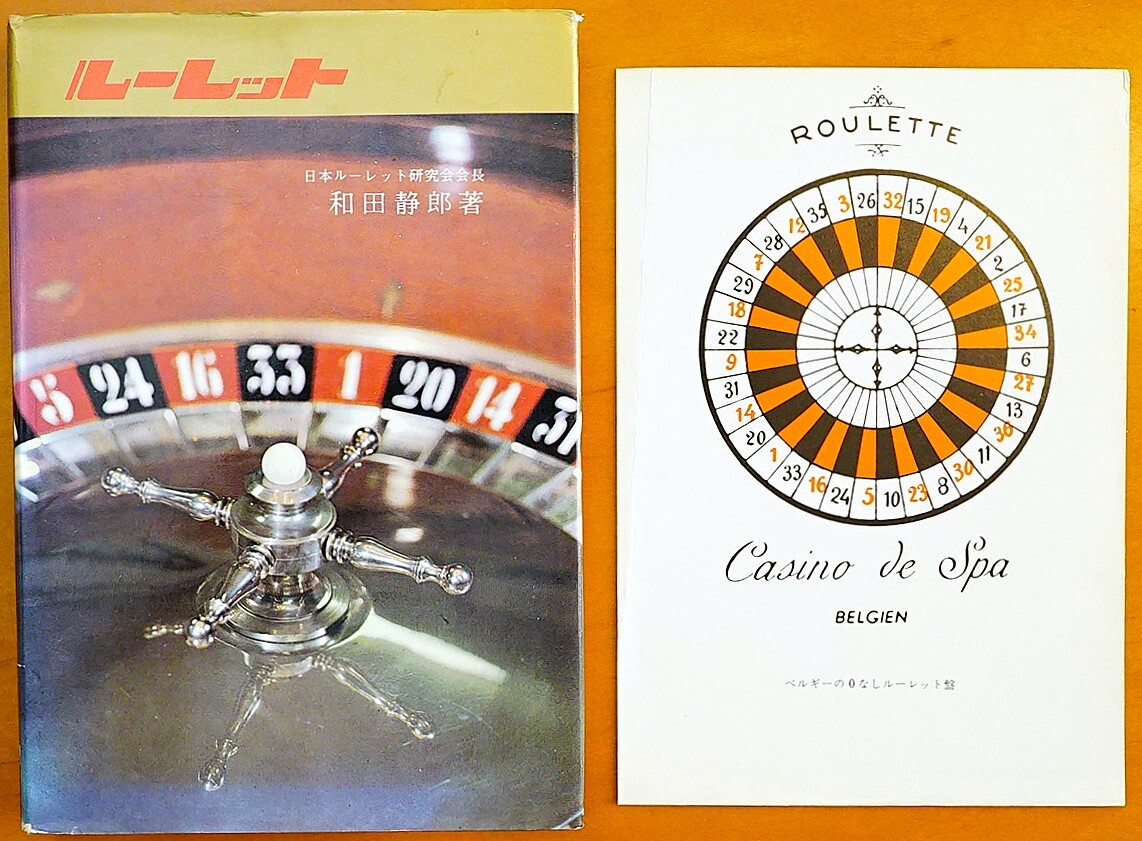 ルーレット
日本ルーレット研究会会長
和田静郎著
5 24 16 33 1 20 14 31
ROULETTE
26 32 15 19 4 21 2 25 17 34 6 27 13 36 11 30 8 23 10 5 24 16 33 1 20 14 31 9 22 18 29 7 28 12 35 3
Casino de Spa
BELGIEN
ベルギーの0なしルーレット盤